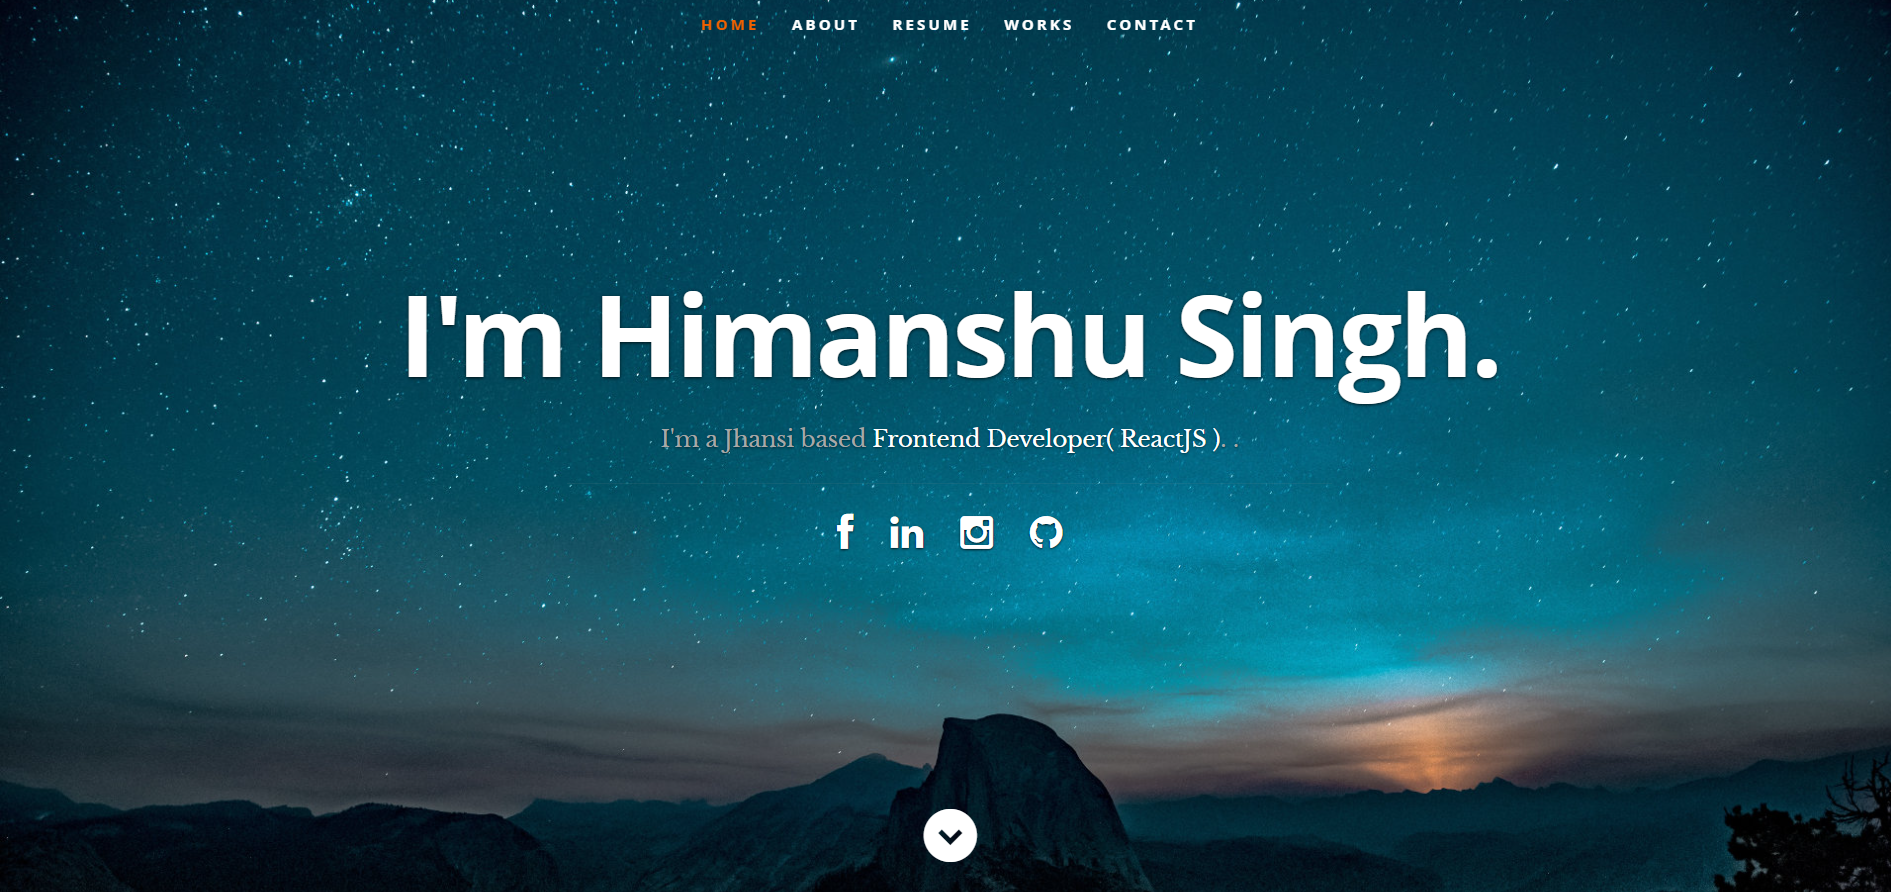 HOME ABOUT RESUME WORKS CONTACT
I'm Himanshu Singh.
I'm a Jhansi based Frontend Developer( ReactJS ). .